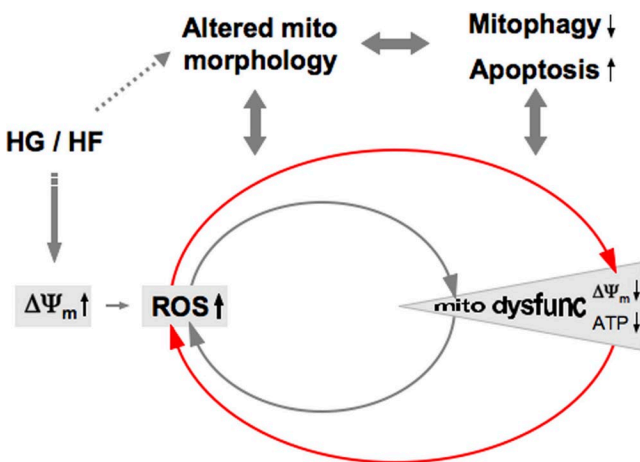 Altered mito
morphology
Mitophagy ↓
Apoptosis ↑
HG / HF
ΔΨm ↑
ROS ↑
mito dysfunc
ΔΨm ↓
ATP ↓